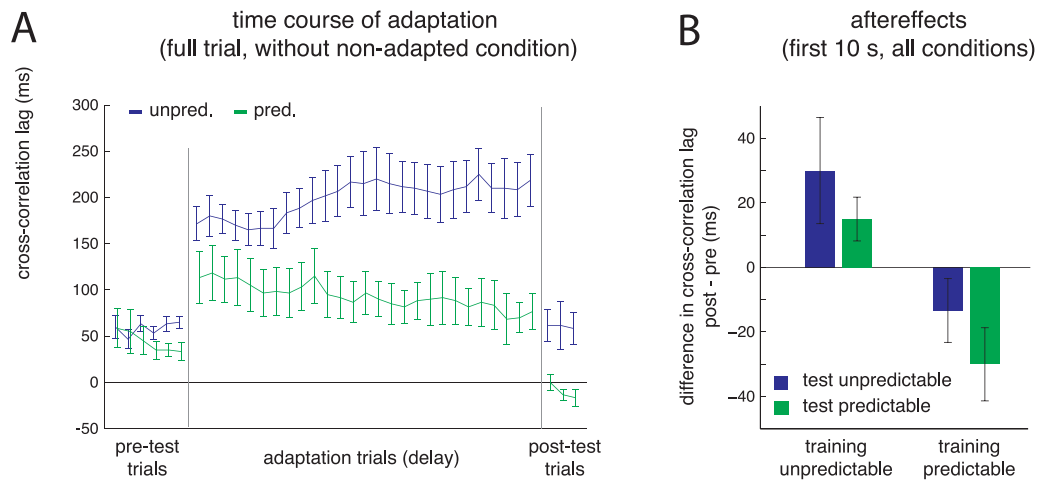 A
time course of adaptation
(full trial, without non-adapted condition)
cross-correlation lag (ms)
300
250
200
150
100
50
0
-50
unpred.
pred.
pre-test
trials
adaptation trials (delay)
post-test
trials
B
aftereffects
(first 10 s, all conditions)
difference in cross-correlation lag
post - pre (ms)
40
20
0
−20
−40
test unpredictable
test predictable
training
unpredictable
training
predictable